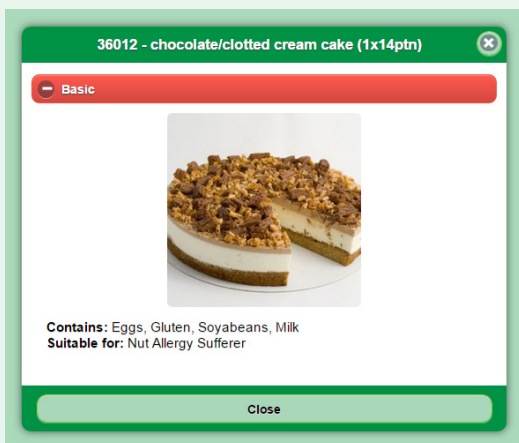 36012 - chocolate/clotted cream cake (1x14ptn)
Basic
Contains: Eggs, Gluten, Soyabeans, Milk
Suitable for: Nut Allergy Sufferer
Close